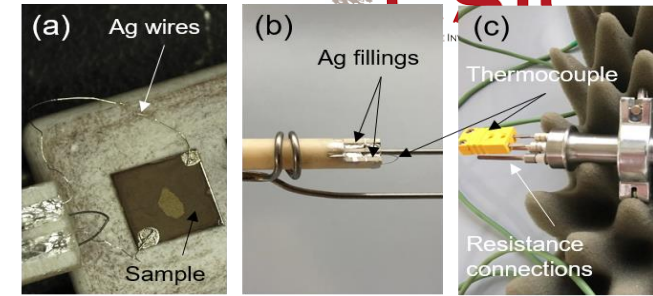 (a)
Ag wires
Sample
(b)
Ag fillings
(c)
Thermocouple
Resistance
connections